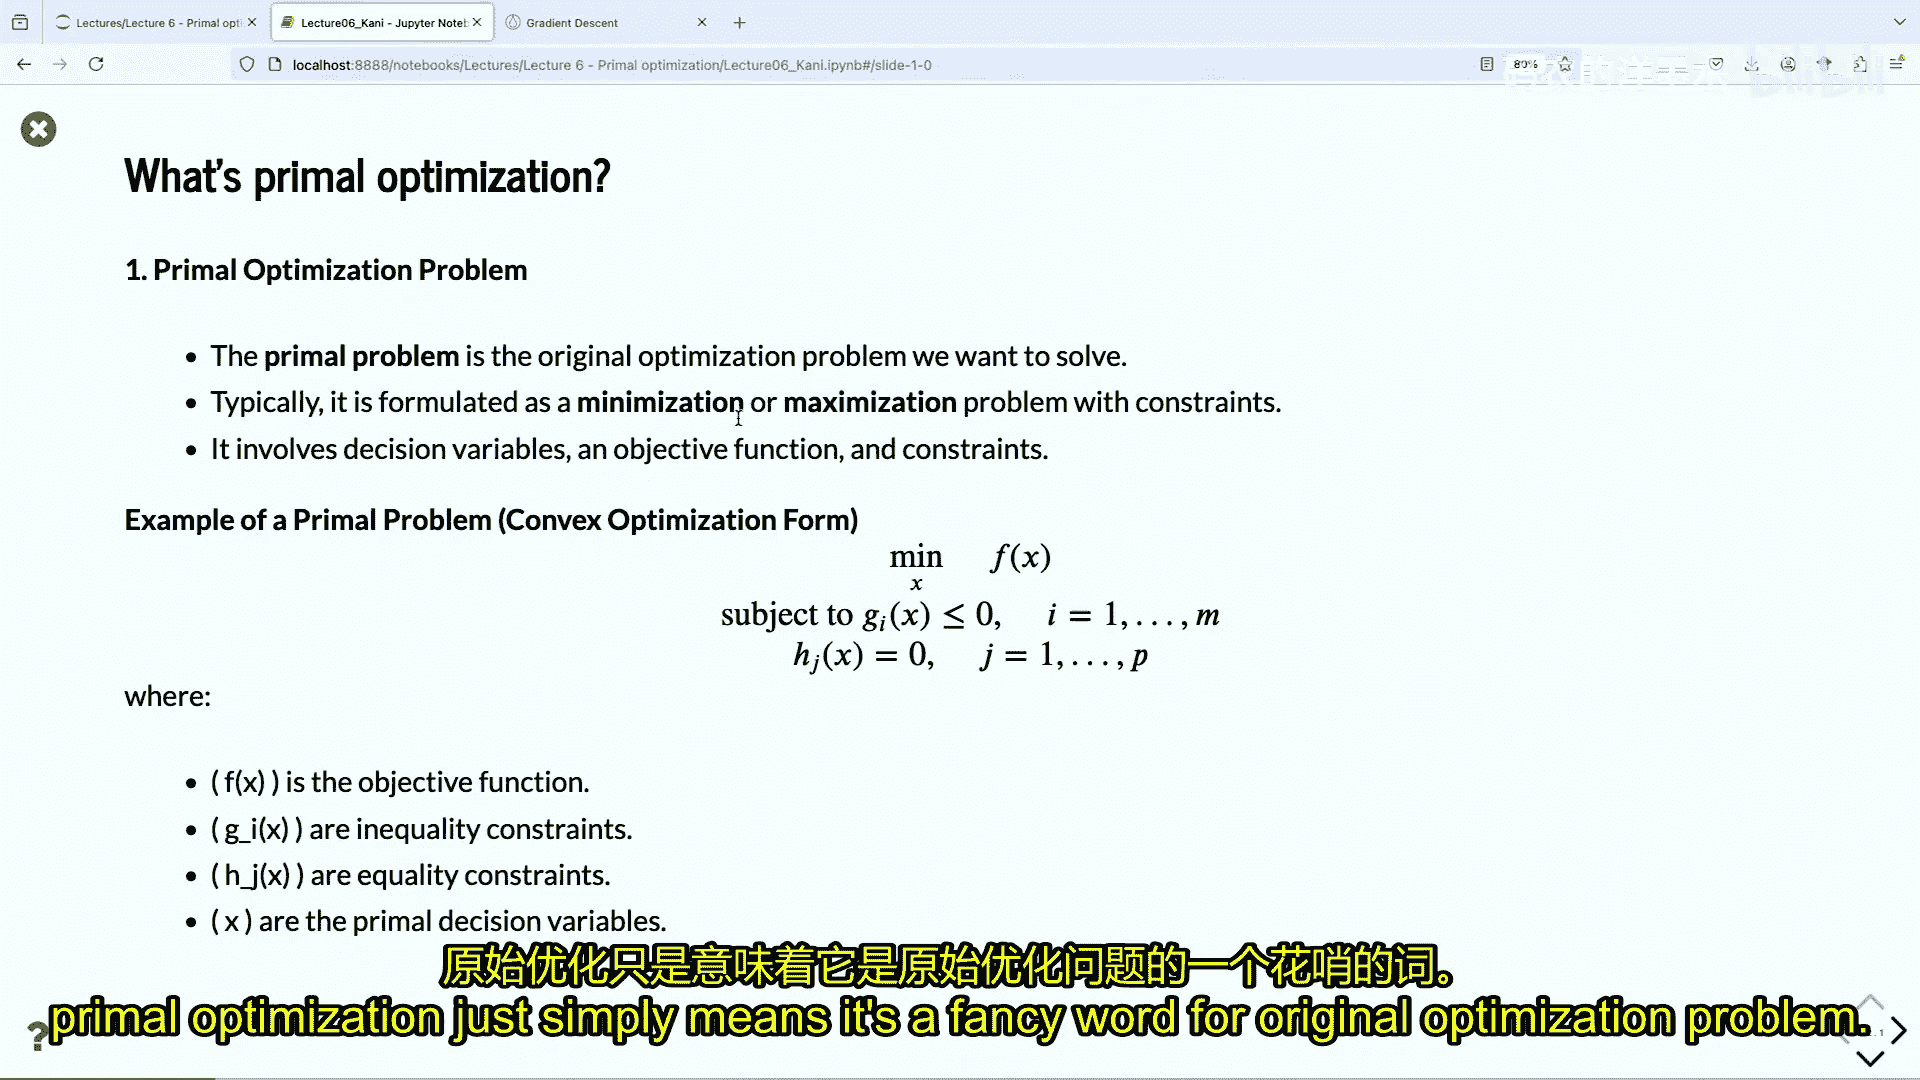 Lectures/Lecture 6 - Primal opti
Lecture06_Kani - Jupyter Note
Gradient Descent
localhost:8888/notebooks/Lectures/Lecture 6 - Primal optimization/Lecture06_Kani.ipynb#/slide-1-0
80%
What's primal optimization?
1. Primal Optimization Problem
• The primal problem is the original optimization problem we want to solve.
• Typically, it is formulated as a minimization or maximization problem with constraints.
• It involves decision variables, an objective function, and constraints.
Example of a Primal Problem (Convex Optimization Form)
min f(x)
x
subject to gᵢ(x) ≤ 0, i = 1, . . . , m
hⱼ(x) = 0, j = 1, . . . , p
where:
• ( f(x) ) is the objective function.
• ( g_i(x) ) are inequality constraints.
• ( h_j(x) ) are equality constraints.
• ( x ) are the primal decision variables.
原始优化只是意味着它是原始优化问题的一个花哨的词。
primal optimization just simply means it's a fancy word for original optimization problem.